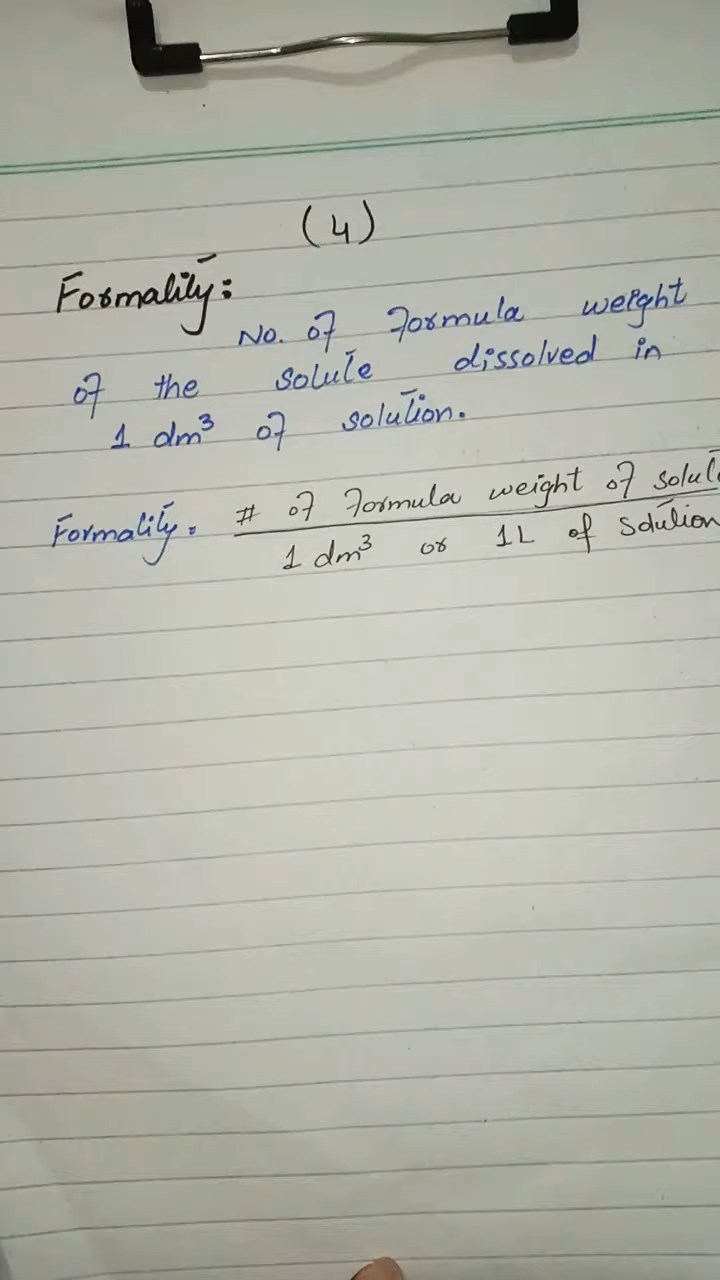 (4)
Formality:
No. of Formula weight
of the solute dissolved in
1 dm³ of solution.
Formality = # of Formula weight of solute
1 dm³ or 1L of Solution